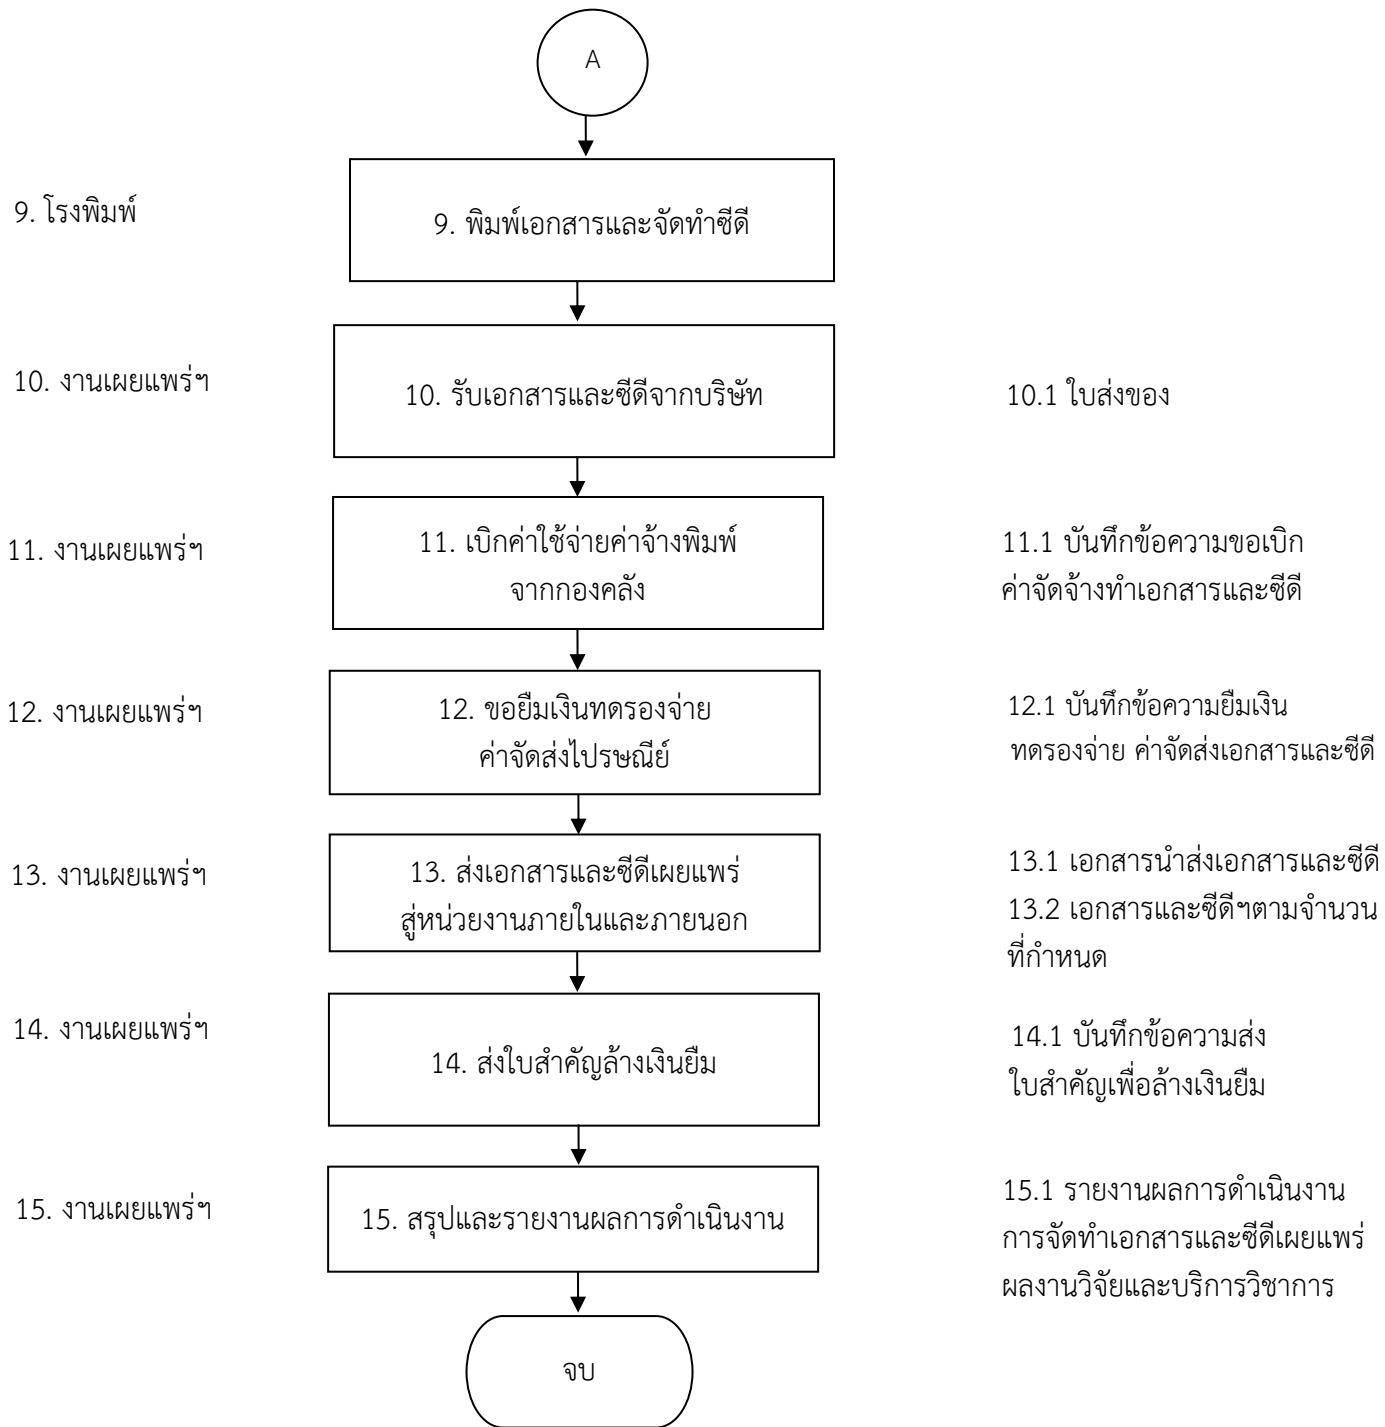 A
9. โรงพิมพ์
9. พิมพ์เอกสารและจัดทำซีดี
10. งานเผยแพร่ฯ
10. รับเอกสารและซีดีจากบริษัท
10.1 ใบส่งของ
11. งานเผยแพร่ฯ
11. เบิกค่าใช้จ่ายค่าจ้างพิมพ์
จากกองคลัง
11.1 บันทึกข้อความขอเบิก
ค่าจัดจ้างทำเอกสารและซีดี
12. งานเผยแพร่ฯ
12. ขอยืมเงินทดรองจ่าย
ค่าจัดส่งไปรษณีย์
12.1 บันทึกข้อความยืมเงิน
ทดรองจ่าย ค่าจัดส่งเอกสารและซีดี
13. งานเผยแพร่ฯ
13. ส่งเอกสารและซีดีเผยแพร่
สู่หน่วยงานภายในและภายนอก
13.1 เอกสารนำส่งเอกสารและซีดี
13.2 เอกสารและซีดีฯตามจำนวน
ที่กำหนด
14. งานเผยแพร่ฯ
14. ส่งใบสำคัญล้างเงินยืม
14.1 บันทึกข้อความส่ง
ใบสำคัญเพื่อล้างเงินยืม
15. งานเผยแพร่ฯ
15. สรุปและรายงานผลการดำเนินงาน
15.1 รายงานผลการดำเนินงาน
การจัดทำเอกสารและซีดีเผยแพร่
ผลงานวิจัยและบริการวิชาการ
จบ